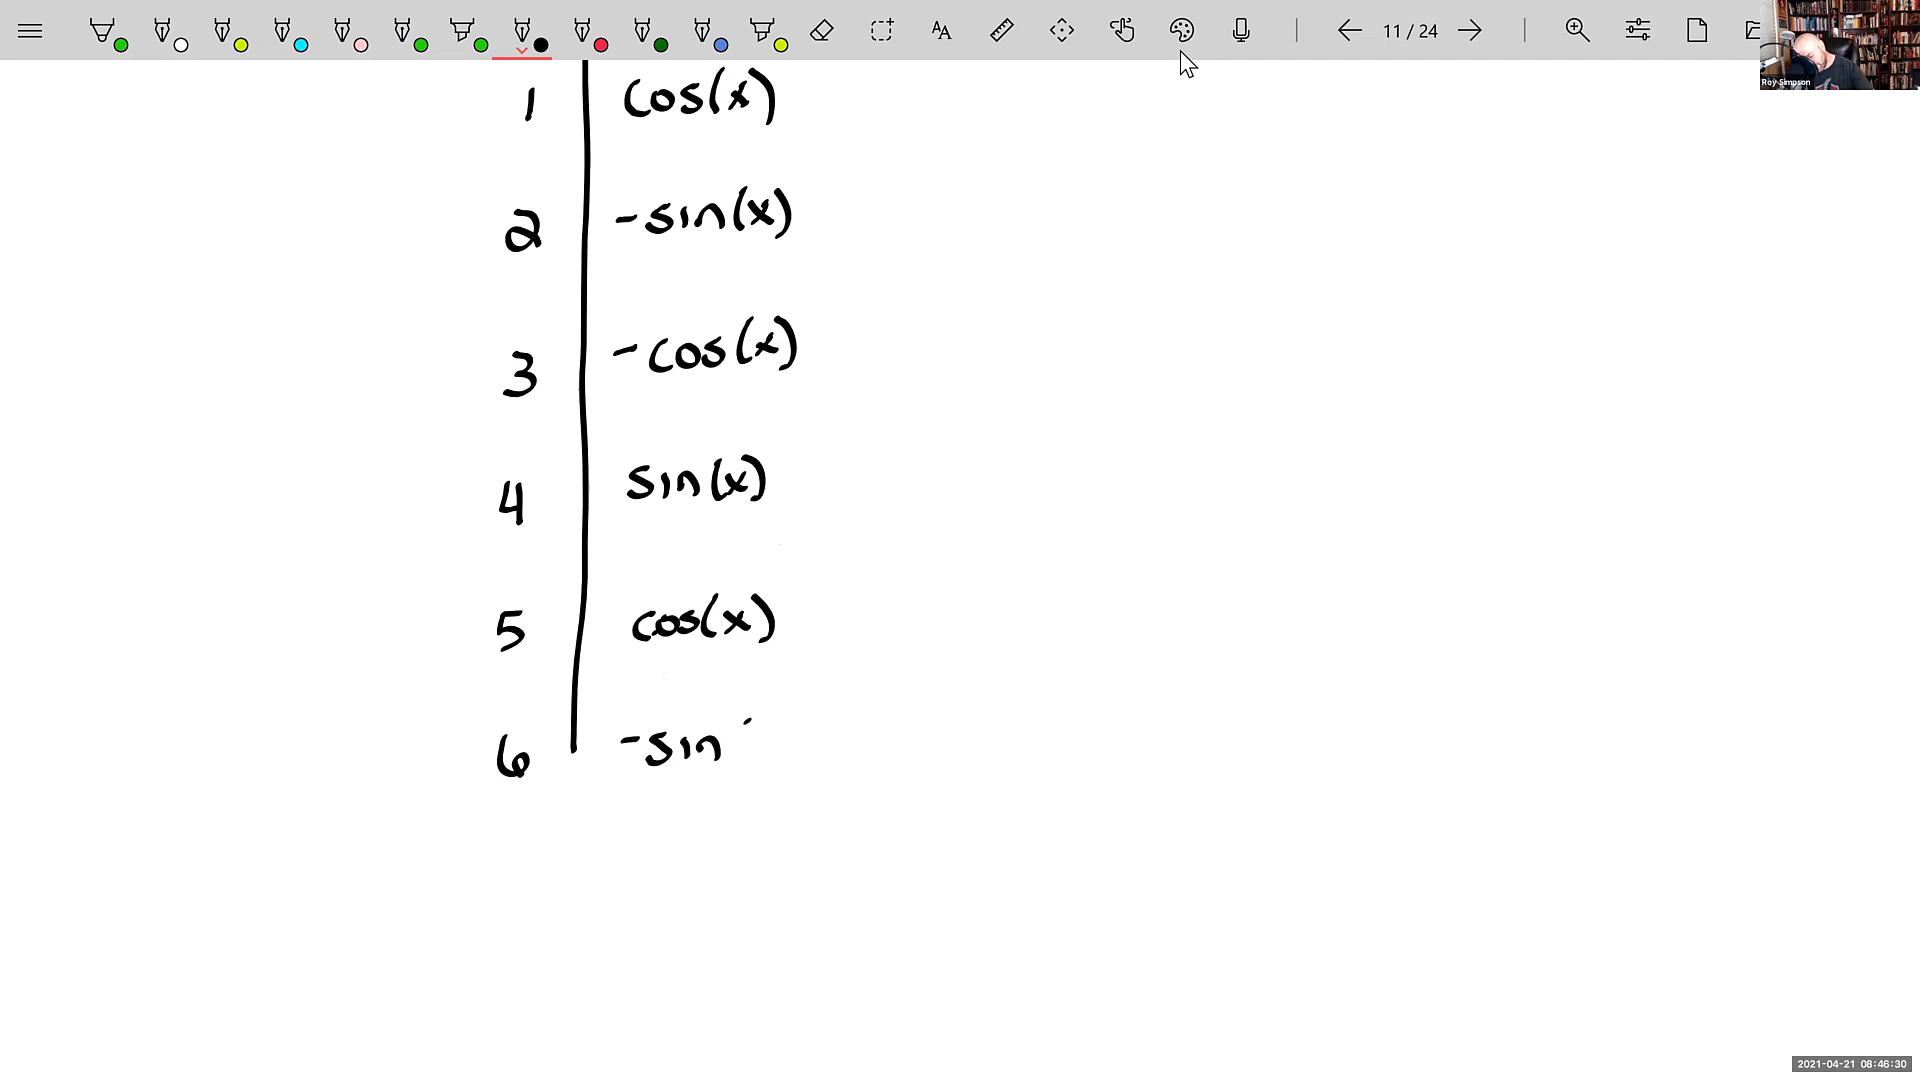 11 / 24
Roy Simpson
1 cos(x)
2 -sin(x)
3 -cos(x)
4 sin(x)
5 cos(x)
6 -sin
2021-04-21 08:46:30